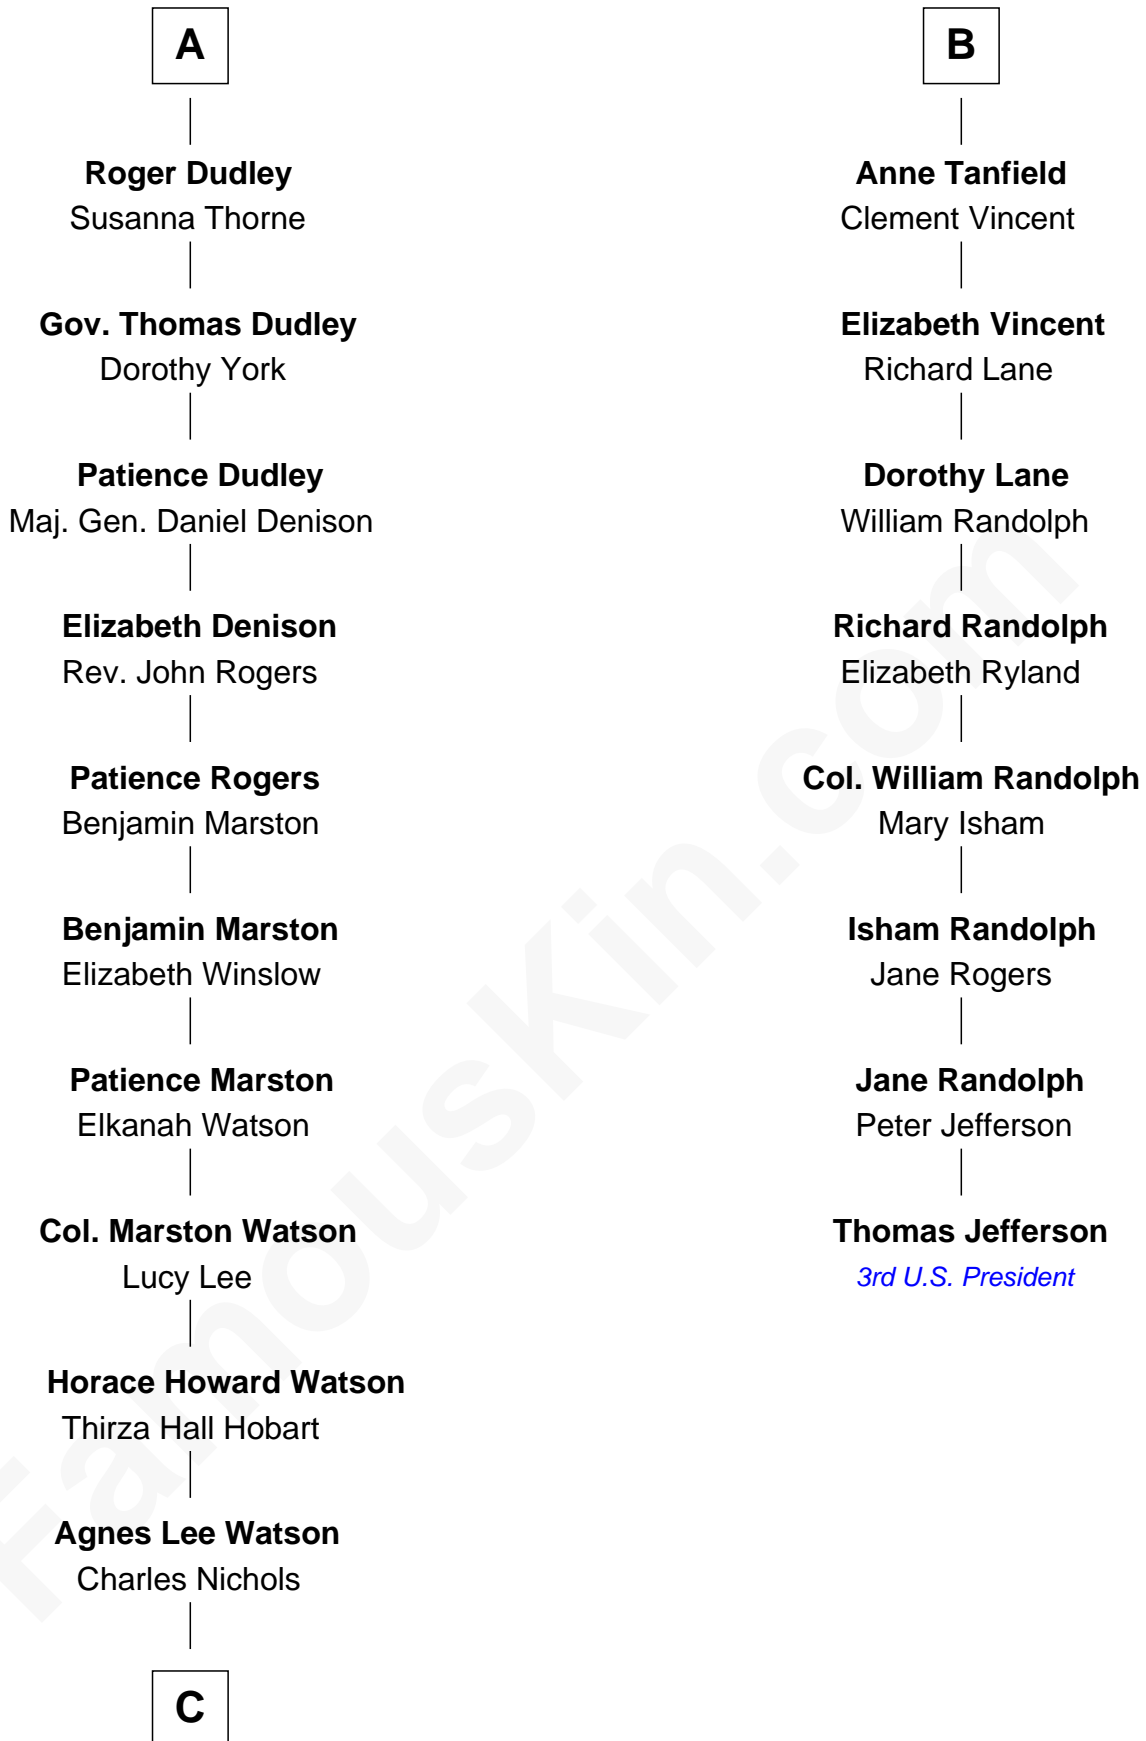 A
Roger Dudley
Susanna Thorne
Gov. Thomas Dudley
Dorothy York
Patience Dudley
Maj. Gen. Daniel Denison
Elizabeth Denison
Rev. John Rogers
Patience Rogers
Benjamin Marston
Benjamin Marston
Elizabeth Winslow
Patience Marston
Elkanah Watson
Col. Marston Watson
Lucy Lee
Horace Howard Watson
Thirza Hall Hobart
Agnes Lee Watson
Charles Nichols
C
B
Anne Tanfield
Clement Vincent
Elizabeth Vincent
Richard Lane
Dorothy Lane
William Randolph
Richard Randolph
Elizabeth Ryland
Col. William Randolph
Mary Isham
Isham Randolph
Jane Rogers
Jane Randolph
Peter Jefferson
Thomas Jefferson
3rd U.S. President
FamousKin.com